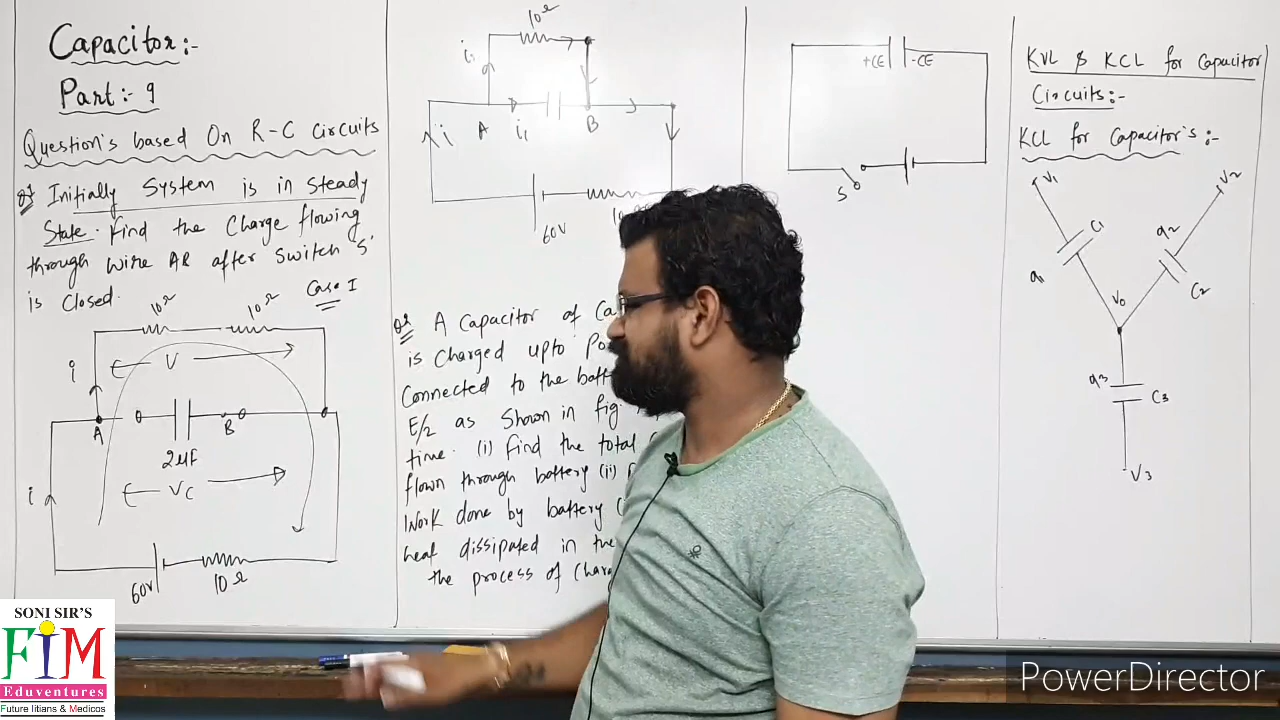 Capacitor:-
Part:- 9
Question's based On R-C Circuits
Q1 Initially System is in Steady
State. Find the Charge flowing
through Wire AB after Switch 'S'
is Closed.
Case I
10Ω 10Ω
i V
A B
2μF
i VC
60V 10Ω
10Ω
i1
i A i1 B
60V
Q2 A Capacitor of
is Charged upto
Connected to the
E/2 as Shown in fig
time. (i) Find the total
flown through battery (ii)
Work done by battery
heat dissipated in the
the process of
+CE -CE
S
KVL & KCL for Capacitor
Circuits:-
KCL for Capacitor's:-
V1 V2
C1 q2
q1 C2
V0
q3 C3
V3
SONI SIR'S
FIM
Eduventures
Future Iitians & Medicos
PowerDirector